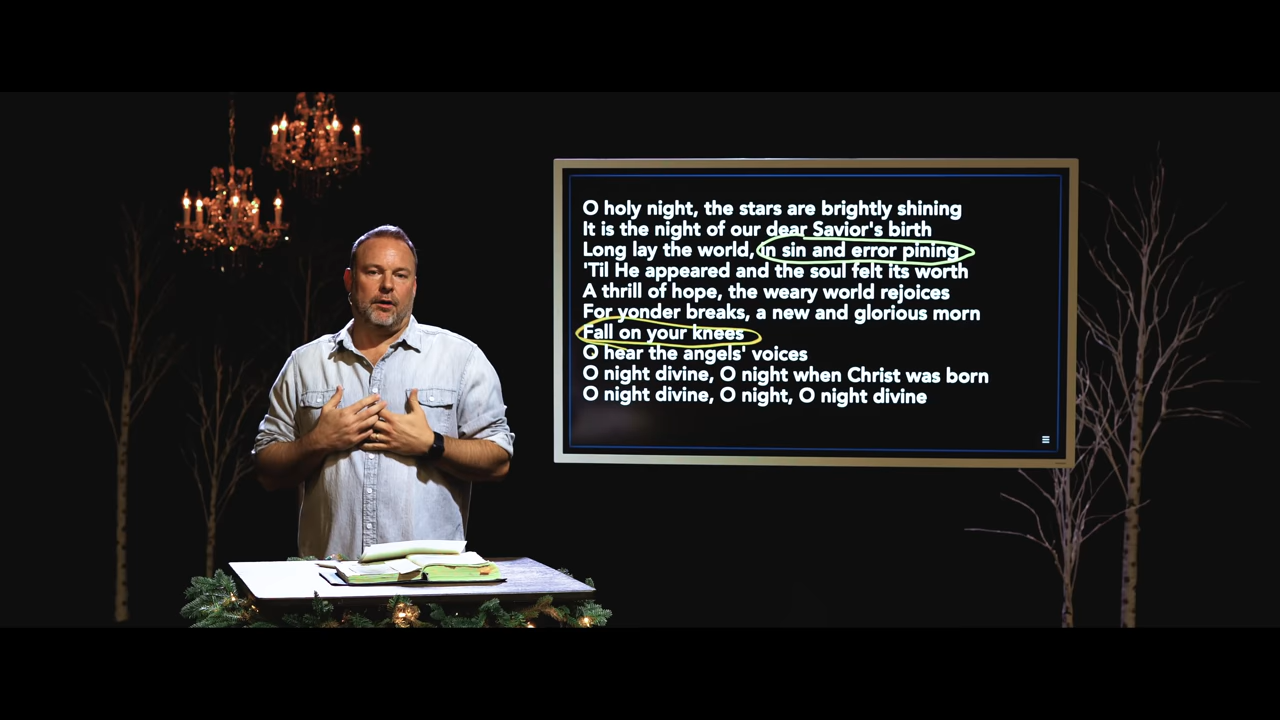 O holy night, the stars are brightly shining
It is the night of our dear Savior's birth
Long lay the world, in sin and error pining
'Til He appeared and the soul felt its worth
A thrill of hope, the weary world rejoices
For yonder breaks, a new and glorious morn
Fall on your knees
O hear the angels' voices
O night divine, O night when Christ was born
O night divine, O night, O night divine